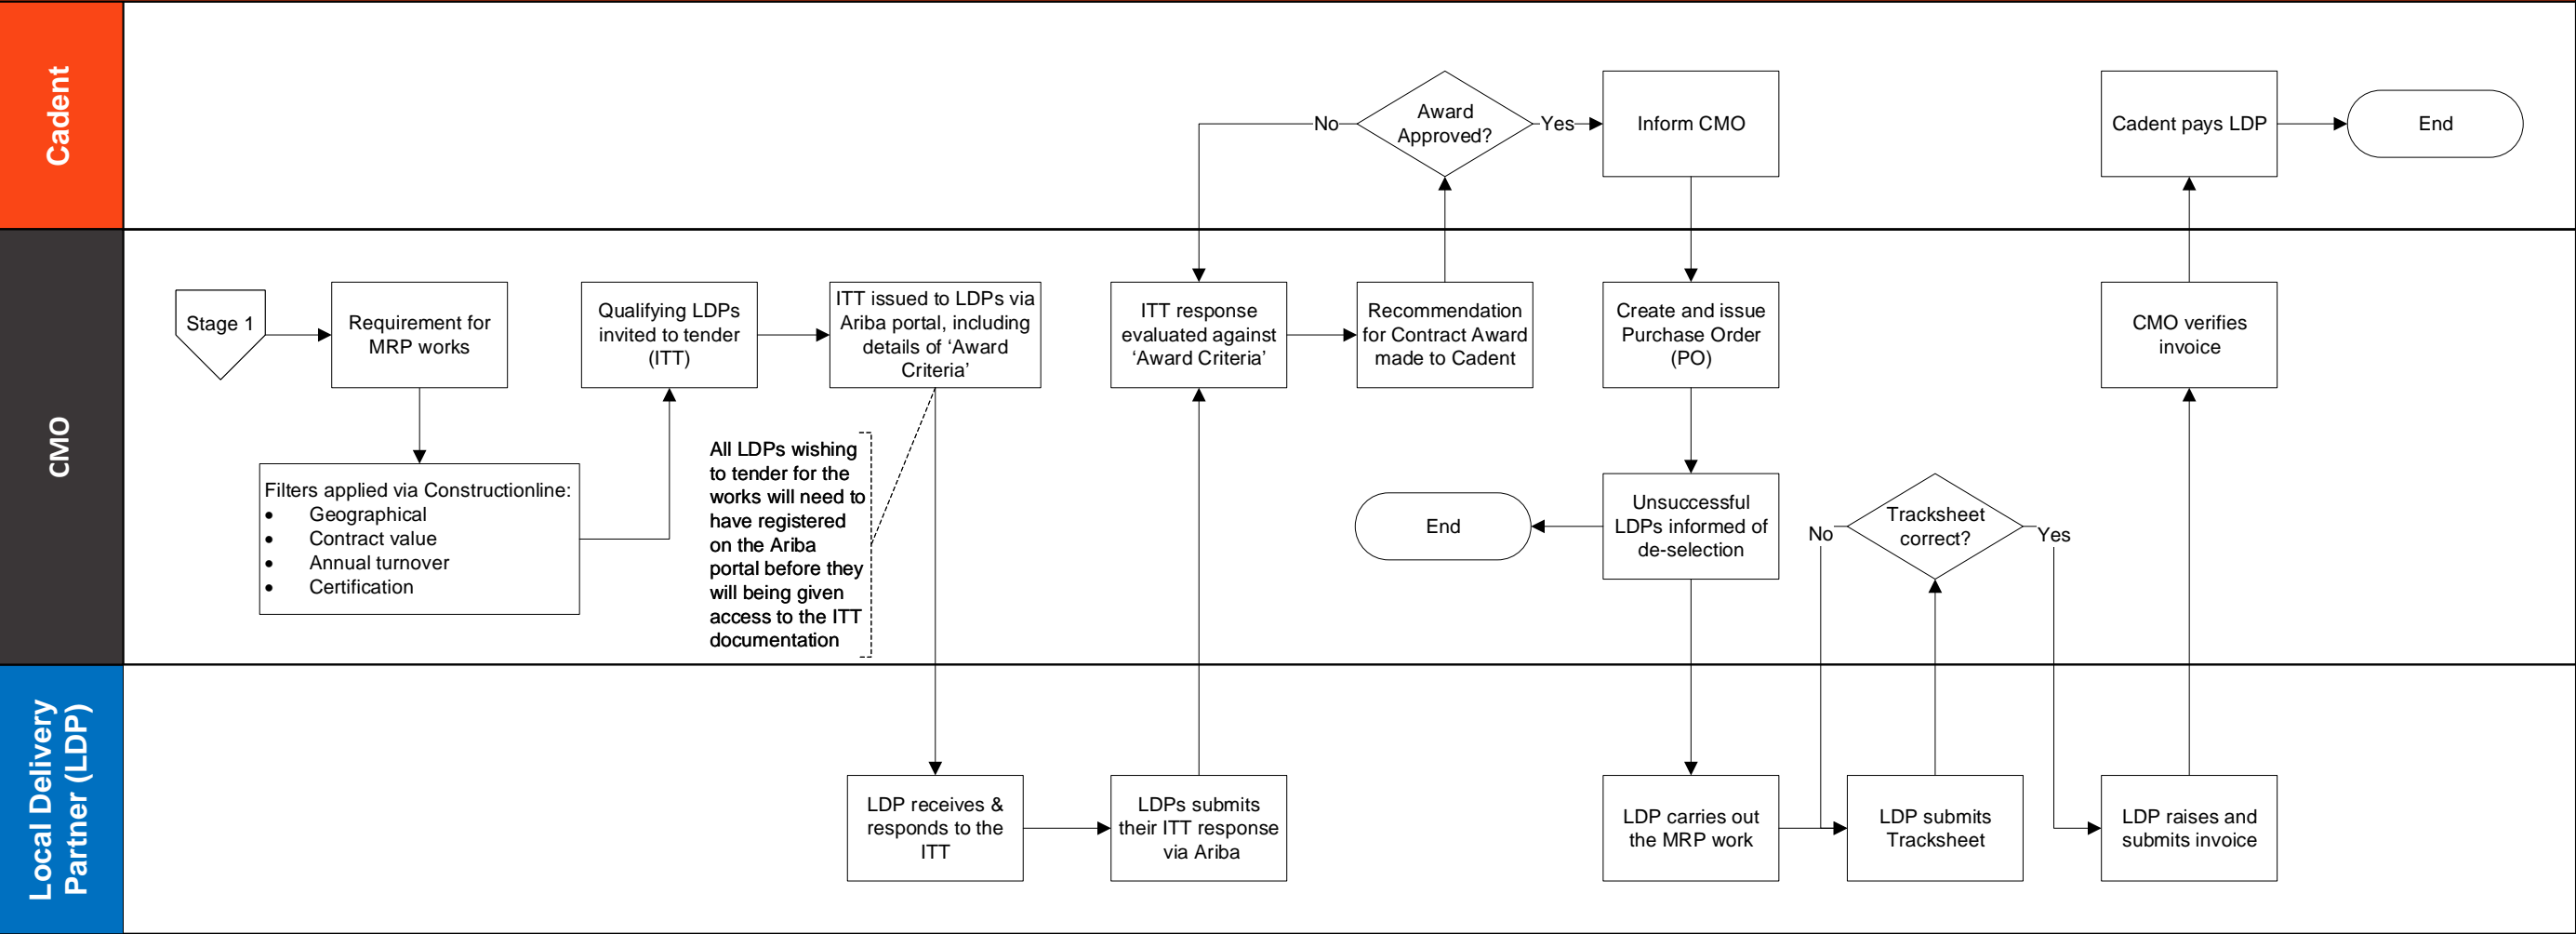 Cadent
No
Award
Approved?
Yes
Inform CMO
Cadent pays LDP
End
CMO
Stage 1
Requirement for
MRP works
Filters applied via Constructionline:
• Geographical
• Contract value
• Annual turnover
• Certification
Qualifying LDPs
invited to tender
(ITT)
ITT issued to LDPs via
Ariba portal, including
details of ‘Award
Criteria’
All LDPs wishing
to tender for the
works will need to
have registered
on the Ariba
portal before they
will being given
access to the ITT
documentation
ITT response
evaluated against
‘Award Criteria’
Recommendation
for Contract Award
made to Cadent
Create and issue
Purchase Order
(PO)
Unsuccessful
LDPs informed of
de-selection
End
No
Tracksheet
correct?
Yes
CMO verifies
invoice
Local Delivery
Partner (LDP)
LDP receives &
responds to the
ITT
LDPs submits
their ITT response
via Ariba
LDP carries out
the MRP work
LDP submits
Tracksheet
LDP raises and
submits invoice